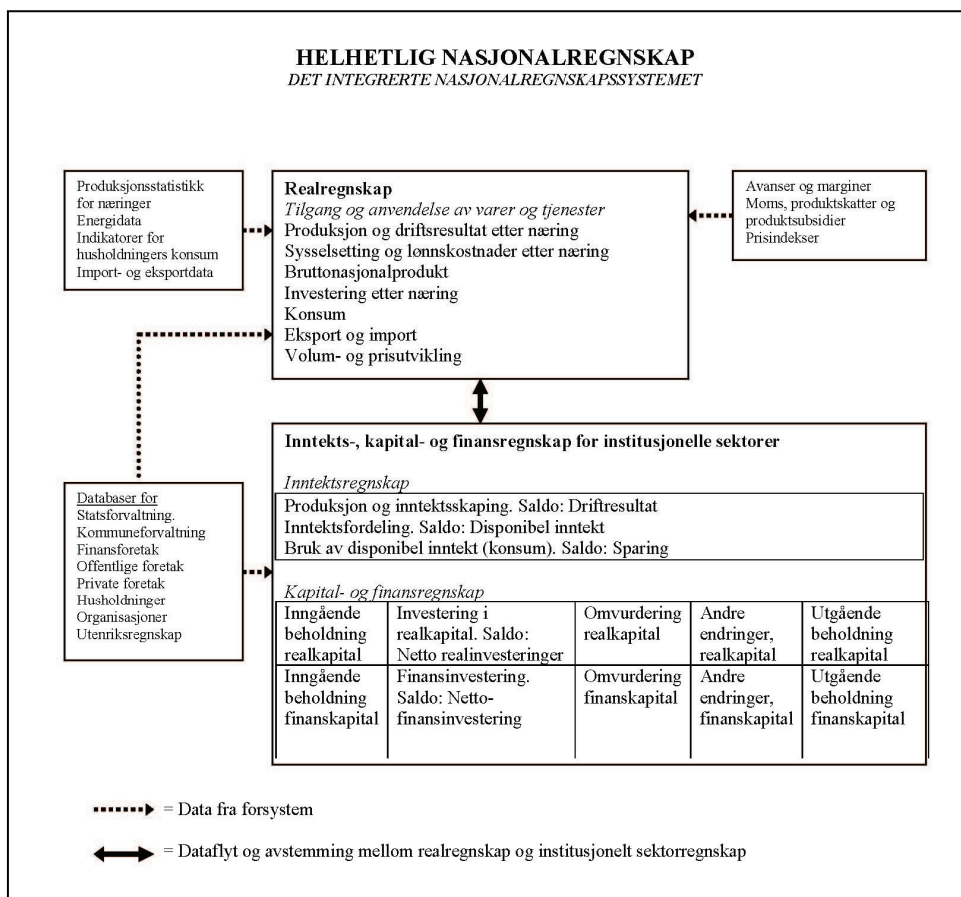 HELHETLIG NASJONALREGNSKAP
DET INTEGRERTE NASJONALREGNSKAPSSYSTEMET
Produksjonsstatistikk
for næringer
Energidata
Indikatorer for
husholdningers konsum
Import- og eksportdata
Realregnskap
Tilgang og anvendelse av varer og tjenester
Produksjon og driftsresultat etter næring
Sysselsetting og lønnskostnader etter næring
Bruttonasjonalprodukt
Investering etter næring
Konsum
Eksport og import
Volum- og prisutvikling
Avanser og marginer
Moms, produktskatter og
produktsubsidier
Prisindekser
Databaser for
Statsforvaltning.
Kommuneforvaltning
Finansforetak
Offentlige foretak
Private foretak
Husholdninger
Organisasjoner
Utenriksregnskap
Inntekts-, kapital- og finansregnskap for institusjonelle sektorer
Inntektsregnskap
Produksjon og inntektsskaping. Saldo: Driftresultat
Inntektsfordeling. Saldo: Disponibel inntekt
Bruk av disponibel inntekt (konsum). Saldo: Sparing
Kapital- og finansregnskap
Inngående
beholdning
realkapital
Investering i
realkapital. Saldo:
Netto realinvesteringer
Omvurdering
realkapital
Andre
endringer,
realkapital
Utgående
beholdning
realkapital
Inngående
beholdning
finanskapital
Finansinvestering.
Saldo: Netto-
finansinvestering
Omvurdering
finanskapital
Andre
endringer,
finanskapital
Utgående
beholdning
finanskapital
= Data fra forsystem
= Dataflyt og avstemming mellom realregnskap og institusjonelt sektorregnskap